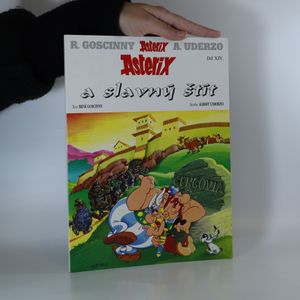 R. GOSCINNY Asterix A. UDERZO
Díl XIV.
Asterix
a slavný štít
Text RENÉ GOSCINNY
Kresba ALBERT UDERZO
GERGOVIA